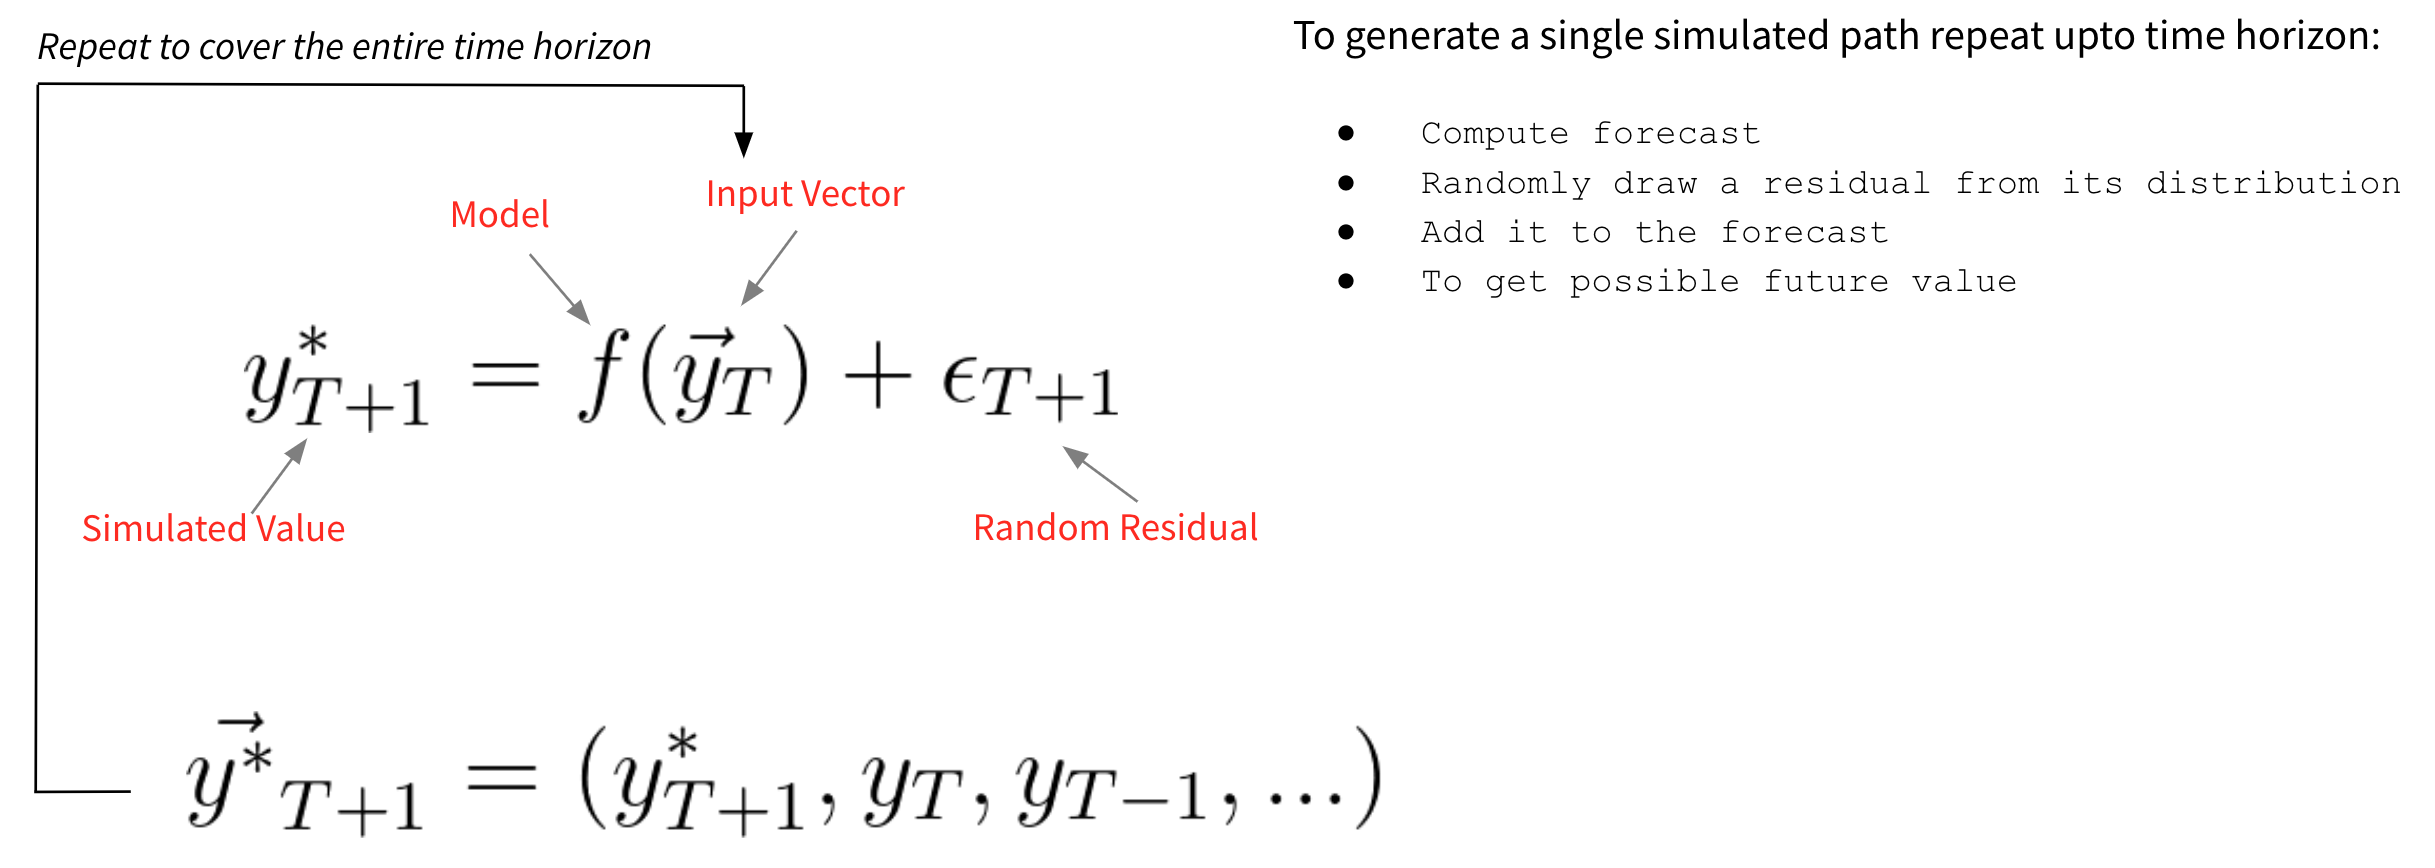 Repeat to cover the entire time horizon
To generate a single simulated path repeat upto time horizon:
● Compute forecast
● Randomly draw a residual from its distribution
● Add it to the forecast
● To get possible future value
Model
Input Vector
$y^*_{T+1} = f(\vec{y}_T) + \epsilon_{T+1}$
Simulated Value
Random Residual
$\vec{y^*}_{T+1} = (y^*_{T+1}, y_T, y_{T-1}, ...)$